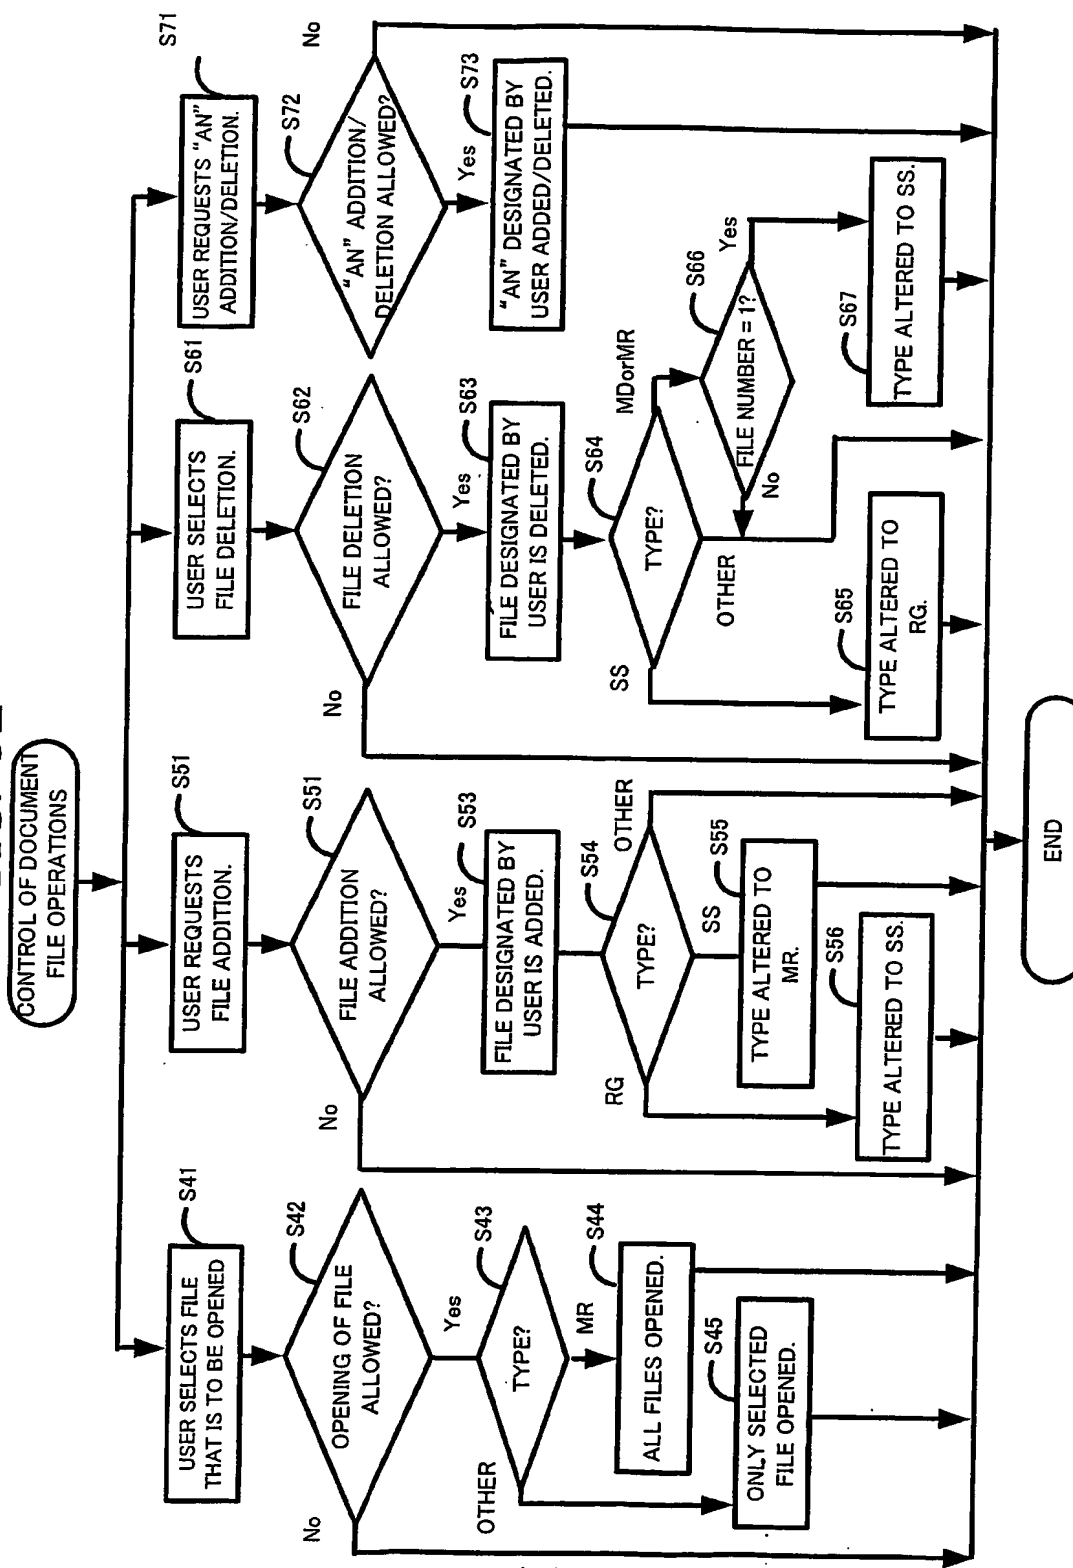 CONTROL OF DOCUMENT
FILE OPERATIONS
S41
USER SELECTS FILE
THAT IS TO BE OPENED
S42
OPENING OF FILE
ALLOWED?
No
Yes
S43
TYPE?
OTHER
MR
S44
ALL FILES OPENED.
S45
ONLY SELECTED
FILE OPENED.
S51
USER REQUESTS
FILE ADDITION.
S51
FILE ADDITION
ALLOWED?
No
Yes
S53
FILE DESIGNATED BY
USER IS ADDED.
S54
TYPE?
RG
SS
OTHER
S55
TYPE ALTERED TO
MR.
S56
TYPE ALTERED TO SS.
S61
USER SELECTS
FILE DELETION.
S62
FILE DELETION
ALLOWED?
No
Yes
S63
FILE DESIGNATED BY
USER IS DELETED.
S64
TYPE?
SS
OTHER
MDorMR
S65
TYPE ALTERED TO
RG.
S66
FILE NUMBER = 1?
No
Yes
S67
TYPE ALTERED TO SS.
S71
USER REQUESTS "AN"
ADDITION/DELETION.
S72
"AN" ADDITION/
DELETION ALLOWED?
No
Yes
S73
"AN" DESIGNATED BY
USER ADDED/DELETED.
END